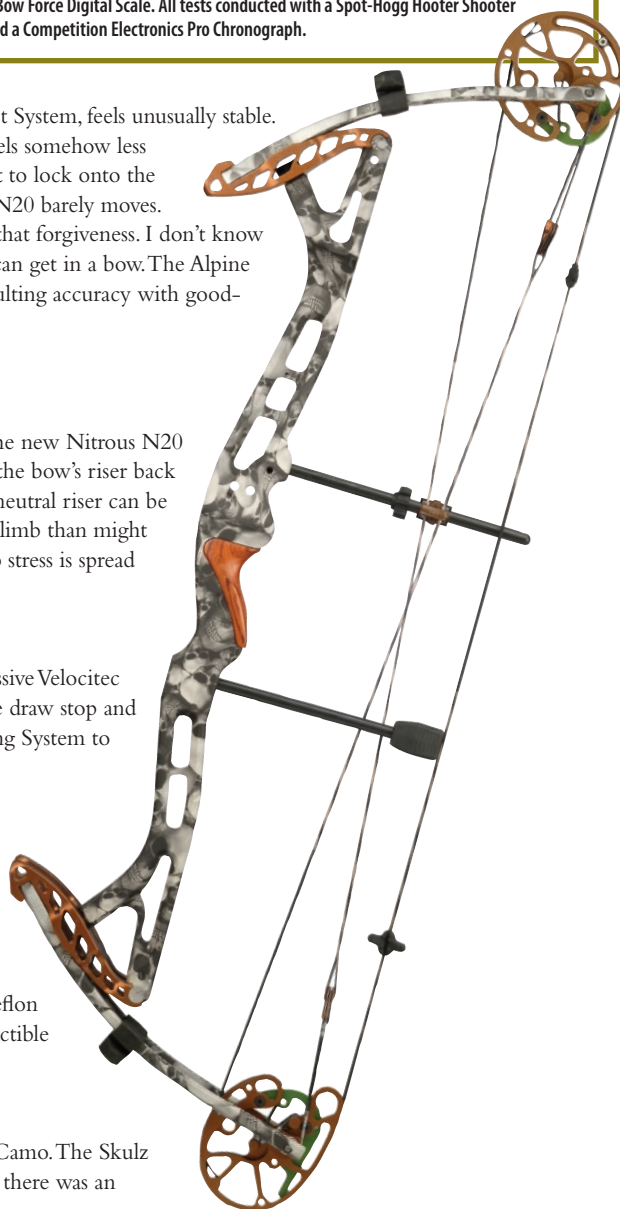 Bow Force Digital Scale. All tests conducted with a Spot-Hogg Hooter Shooter
d a Competition Electronics Pro Chronograph.
t System, feels unusually stable.
els somehow less
t to lock onto the
N20 barely moves.
that forgiveness. I don't know
can get in a bow. The Alpine
ulting accuracy with good-
he new Nitrous N20
the bow's riser back
neutral riser can be
limb than might
o stress is spread
ssive Velocitec
e draw stop and
ng System to
eflon
ctible
Camo. The Skulz
there was an